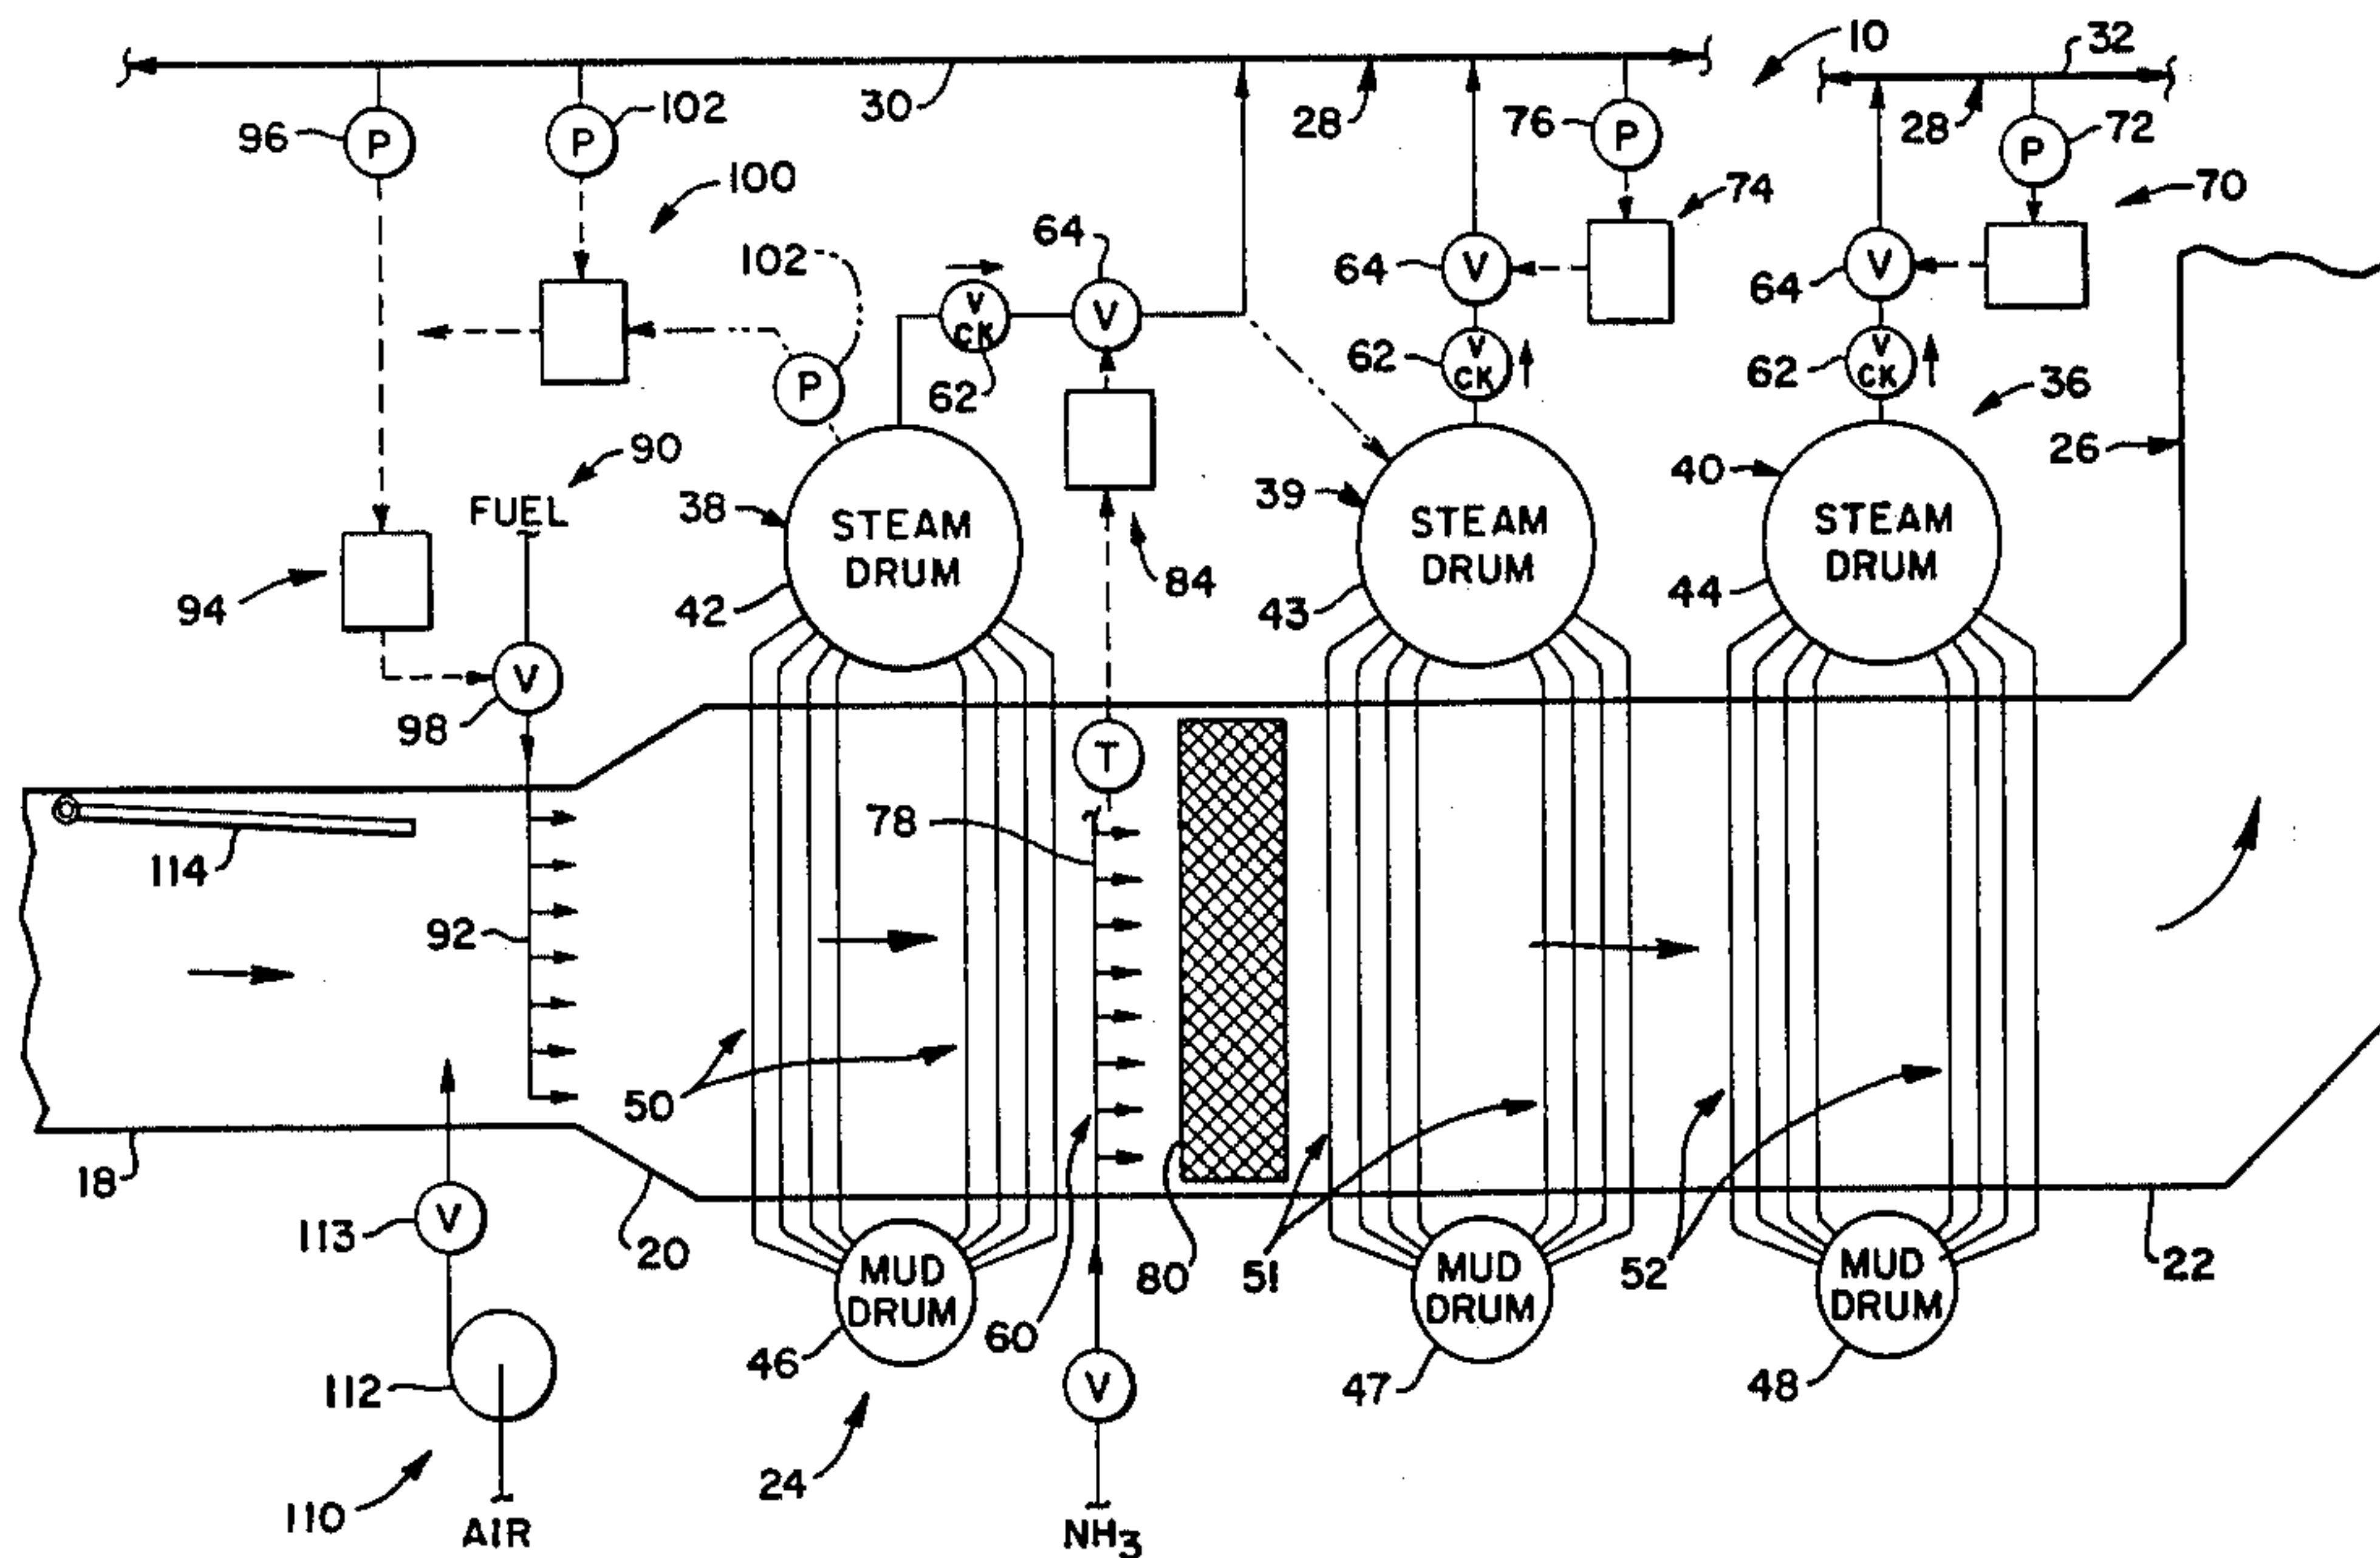 10
32
96
P
P
102
30
28
76
P
28
P
72
100
74
70
102
64
64
V
64
V
V
CK
V
P
62
62
V
CK
62
V
CK
36
90
FUEL
38
STEAM
DRUM
39
STEAM
DRUM
40
STEAM
DRUM
26
94
42
84
43
44
V
98
T
78
114
92
50
18
113
V
20
60
80
51
52
22
MUD
DRUM
MUD
DRUM
MUD
DRUM
112
46
V
47
48
24
110
AIR
NH3